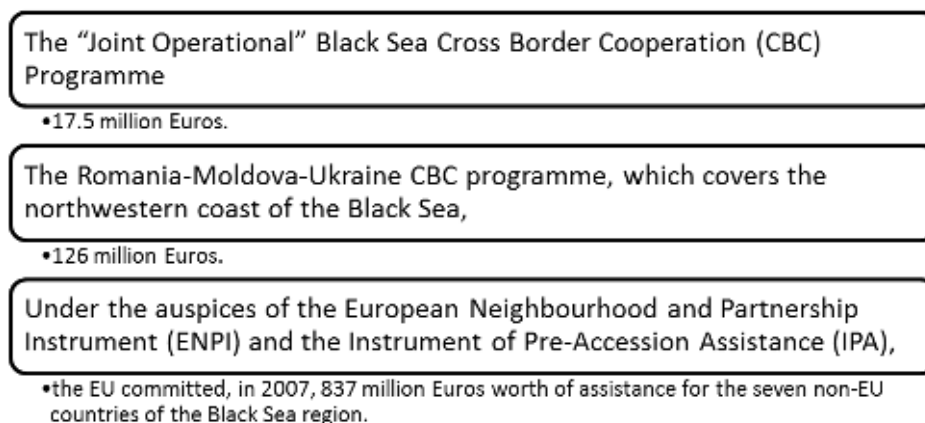 The “Joint Operational” Black Sea Cross Border Cooperation (CBC)
Programme
•17.5 million Euros.
The Romania-Moldova-Ukraine CBC programme, which covers the
northwestern coast of the Black Sea,
•126 million Euros.
Under the auspices of the European Neighbourhood and Partnership
Instrument (ENPI) and the Instrument of Pre-Accession Assistance (IPA),
•the EU committed, in 2007, 837 million Euros worth of assistance for the seven non-EU
countries of the Black Sea region.